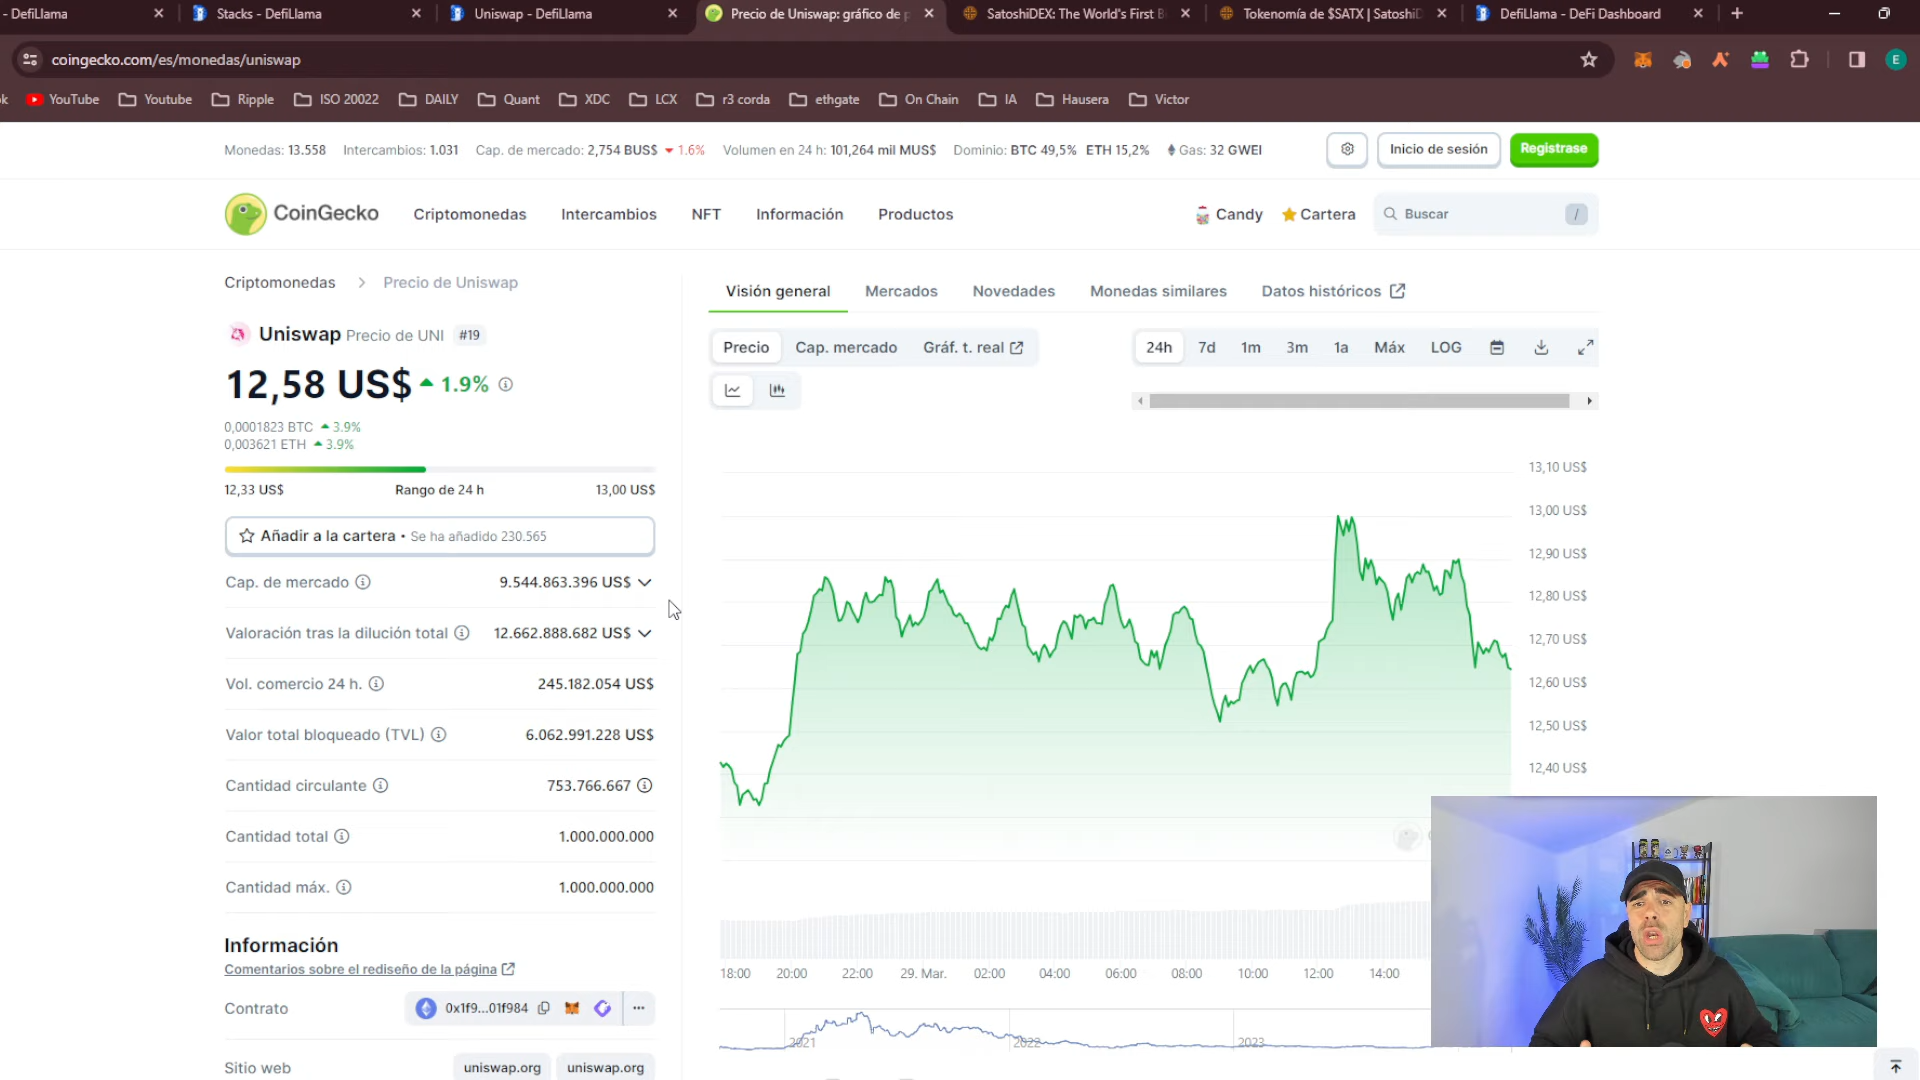 - DefiLlama
Stacks - DefiLlama
Uniswap - DefiLlama
Precio de Uniswap: gráfico de p
SatoshiDEX: The World's First B
Tokenomía de $SATX | SatoshiD
DefiLlama - DeFi Dashboard
coingecko.com/es/monedas/uniswap
E
k YouTube Youtube Ripple ISO 20022 DAILY Quant XDC LCX r3 corda ethgate On Chain IA Hausera Victor
Monedas: 13.558 Intercambios: 1.031 Cap. de mercado: 2,754 BUS$ 1.6% Volumen en 24 h: 101,264 mil MUS$ Dominio: BTC 49,5% ETH 15,2% Gas: 32 GWEI
Inicio de sesión
Registrase
CoinGecko Criptomonedas Intercambios NFT Información Productos
Candy Cartera Buscar /
Criptomonedas Precio de Uniswap
Uniswap Precio de UNI #19
12,58 US$ 1.9%
0,0001823 BTC 3.9%
0,003621 ETH 3.9%
12,33 US$ Rango de 24 h 13,00 US$
Añadir a la cartera • Se ha añadido 230.565
Cap. de mercado 9.544.863.396 US$
Valoración tras la dilución total 12.662.888.682 US$
Vol. comercio 24 h. 245.182.054 US$
Valor total bloqueado (TVL) 6.062.991.228 US$
Cantidad circulante 753.766.667
Cantidad total 1.000.000.000
Cantidad máx. 1.000.000.000
Información
Comentarios sobre el rediseño de la página
Contrato 0x1f9...01f984
Sitio web uniswap.org uniswap.org
Visión general Mercados Novedades Monedas similares Datos históricos
Precio Cap. mercado Gráf. t. real
24h 7d 1m 3m 1a Máx LOG
13,10 US$
13,00 US$
12,90 US$
12,80 US$
12,70 US$
12,60 US$
12,50 US$
12,40 US$
18:00 20:00 22:00 29. Mar. 02:00 04:00 06:00 08:00 10:00 12:00 14:00
2021 2022 2023